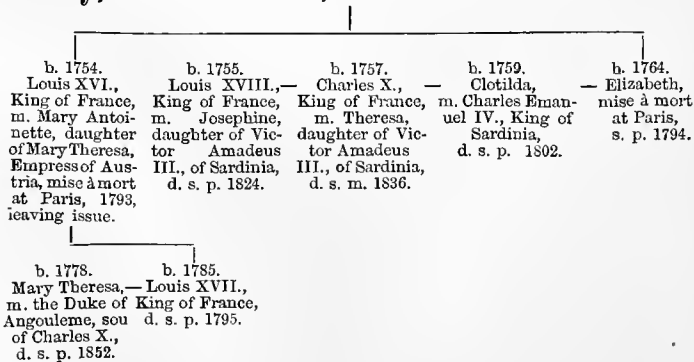 b. 1754.
Louis XVI.,
King of France,
m. Mary Antoi-
nette, daughter
of Mary Theresa,
Empress of Aus-
tria, mise à mort
at Paris, 1793,
leaving issue.
b. 1755.
Louis XVIII.,—
King of France,
m. Josephine,
daughter of Vic-
tor Amadeus
III., of Sardinia,
d. s. p. 1824.
b. 1757.
Charles X., —
King of France,
m. Theresa,
daughter of Vic-
tor Amadeus
III., of Sardinia,
d. s. m. 1836.
b. 1759.
Clotilda,
m. Charles Eman-
uel IV., King of
Sardinia,
d. s. p. 1802.
b. 1764.
— Elizabeth,
mise à mort
at Paris,
s. p. 1794.
b. 1778.
Mary Theresa,—
m. the Duke of
Angouleme, sou
of Charles X.,
d. s. p. 1852.
b. 1785.
Louis XVII.,
King of France,
d. s. p. 1795.